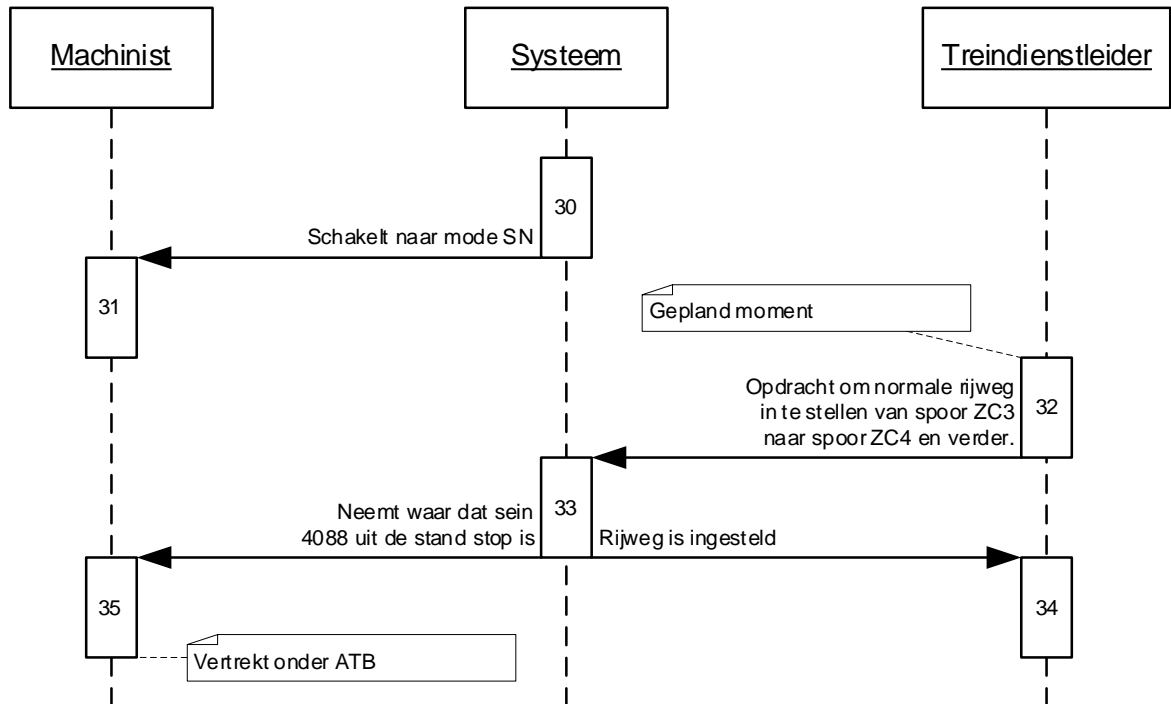 Machinist
Systeem
Treindienstleider
30
Schakelt naar mode SN
31
Gepland moment
Opdracht om normale rijweg
in te stellen van spoor ZC3
naar spoor ZC4 en verder.
32
33
Neemt waar dat sein
4088 uit de stand stop is
Rijweg is ingesteld
35
34
Vertrekt onder ATB